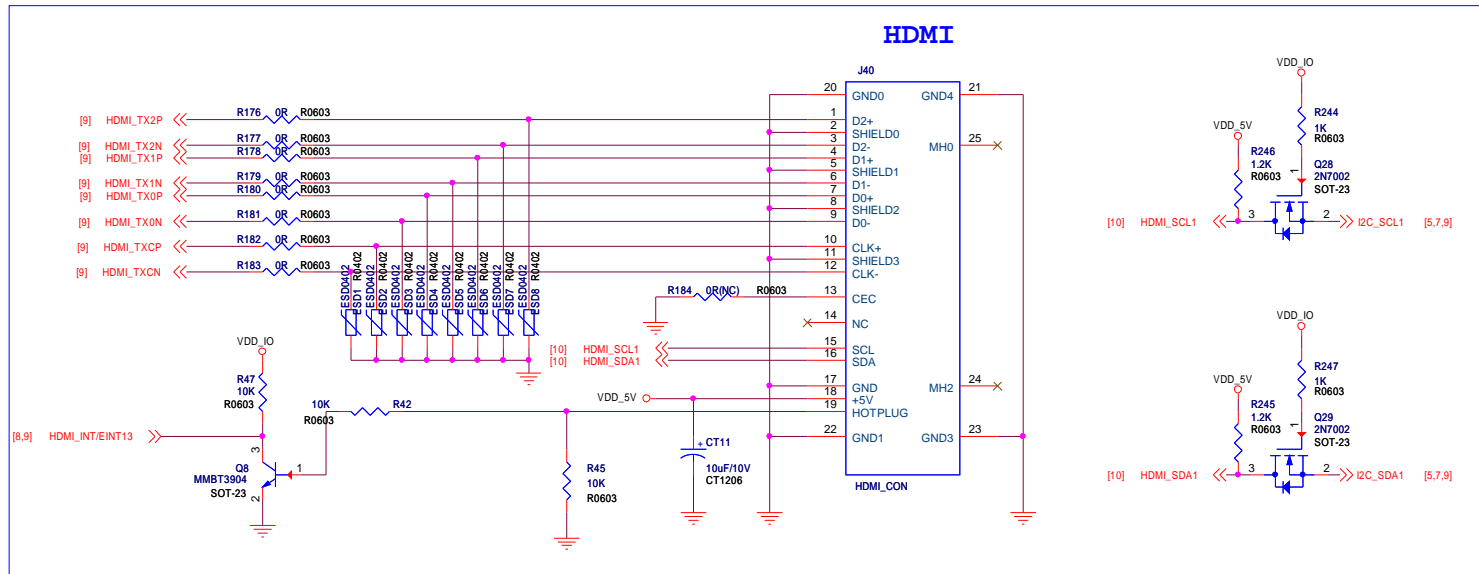 HDMI
J40
20 GND0 GND4 21
[9] HDMI_TX2P R176 0R R0603 1 D2+
2 SHIELD0
[9] HDMI_TX2N R177 0R R0603 3 D2- MH0 25
[9] HDMI_TX1P R178 0R R0603 4 D1+
5 SHIELD1
[9] HDMI_TX1N R179 0R R0603 6 D1-
[9] HDMI_TX0P R180 0R R0603 7 D0+
8 SHIELD2
[9] HDMI_TX0N R181 0R R0603 9 D0-
[9] HDMI_TXCP R182 0R R0603 10 CLK+
11 SHIELD3
[9] HDMI_TXCN R183 0R R0603 12 CLK-
ESD0402 ESD1 R0402
ESD0402 ESD2 R0402
ESD0402 ESD3 R0402
ESD0402 ESD4 R0402
ESD0402 ESD5 R0402
ESD0402 ESD6 R0402
ESD0402 ESD7 R0402
ESD0402 ESD8 R0402
R184 0R(NC) R0603 13 CEC
14 NC
[10] HDMI_SCL1 15 SCL
[10] HDMI_SDA1 16 SDA
17 GND MH2 24
VDD_5V 18 +5V
19 HOTPLUG
22 GND1 GND3 23
HDMI_CON
VDD_IO
R47
10K
R0603
10K R42
R0603
[8,9] HDMI_INT/EINT13
3
Q8 1
MMBT3904
SOT-23
2
R45
10K
R0603
+ CT11
10uF/10V
CT1206
VDD_IO
R244
1K
R0603
VDD_5V
R246
1.2K
R0603
1 Q28
2N7002
SOT-23
[10] HDMI_SCL1 3 2 I2C_SCL1 [5,7,9]
VDD_IO
R247
1K
R0603
VDD_5V
R245
1.2K
R0603
1 Q29
2N7002
SOT-23
[10] HDMI_SDA1 3 2 I2C_SDA1 [5,7,9]